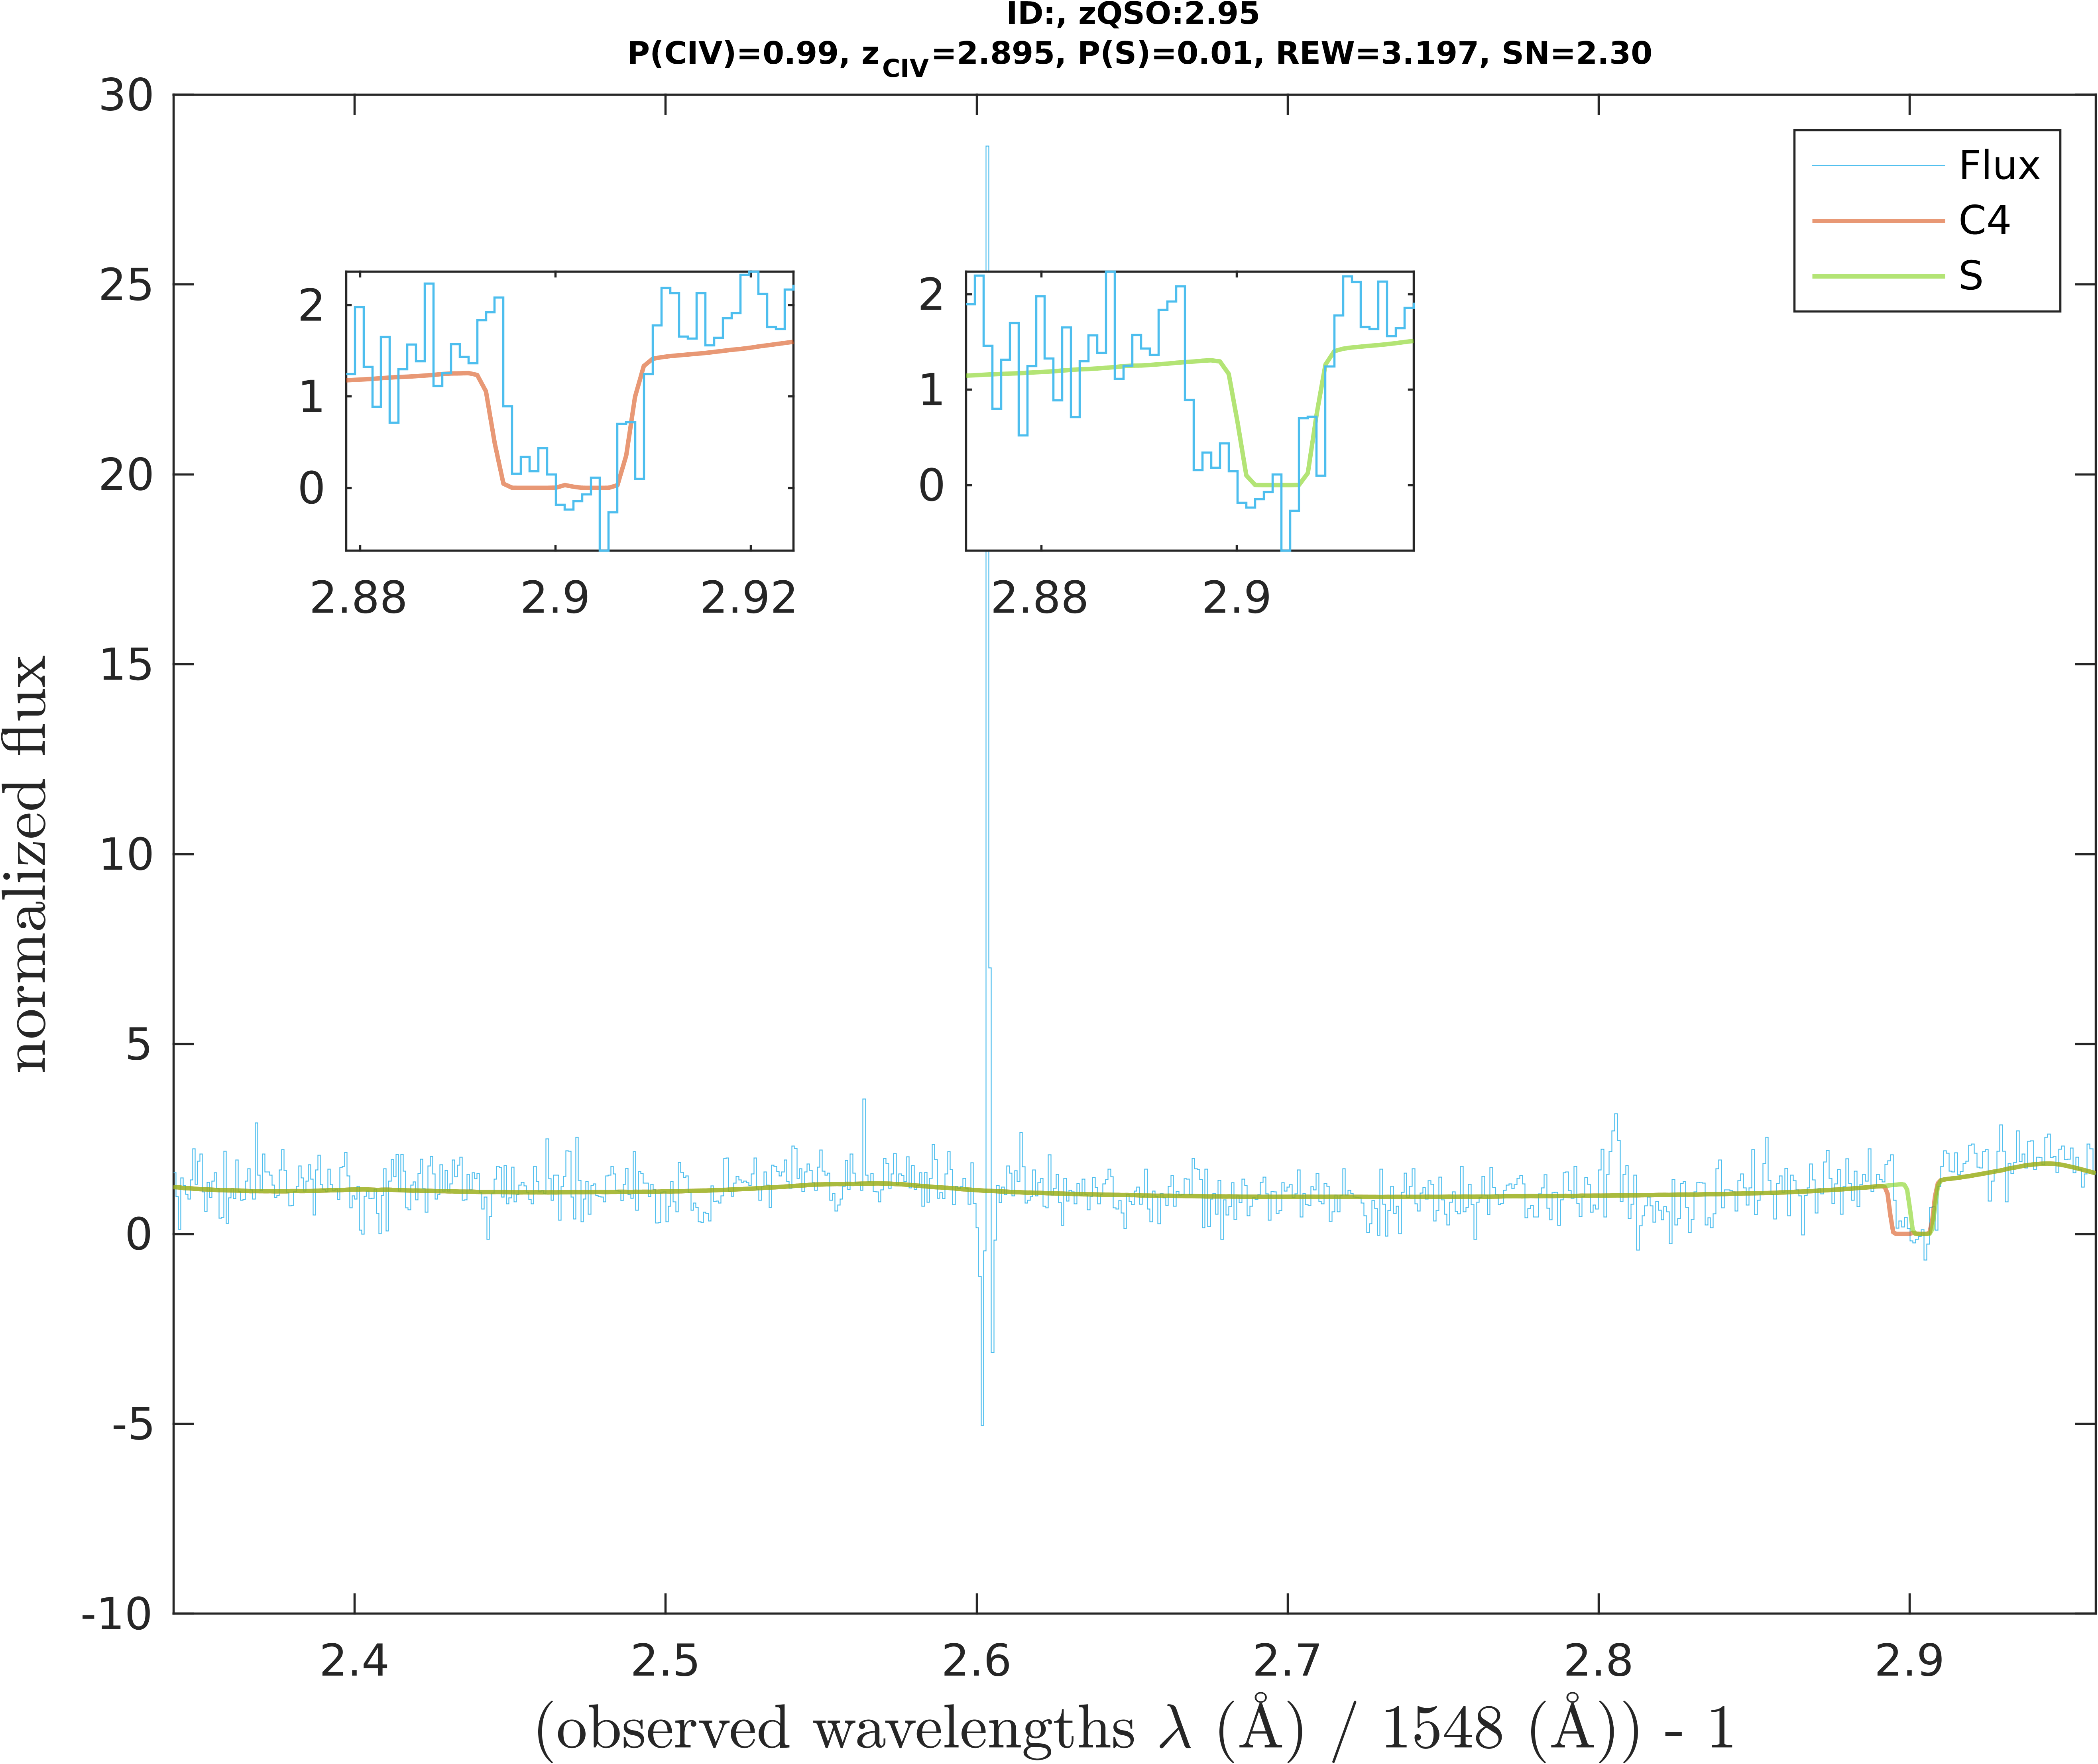 ID:, zQSO:2.95
P(CIV)=0.99, zCIV=2.895, P(S)=0.01, REW=3.197, SN=2.30
30
25
20
15
10
5
0
-5
-10
normalized flux
Flux
C4
S
2
1
0
2.88 2.9 2.92
2
1
0
2.88 2.9
2.4 2.5 2.6 2.7 2.8 2.9
(observed wavelengths λ (Å) / 1548 (Å)) - 1